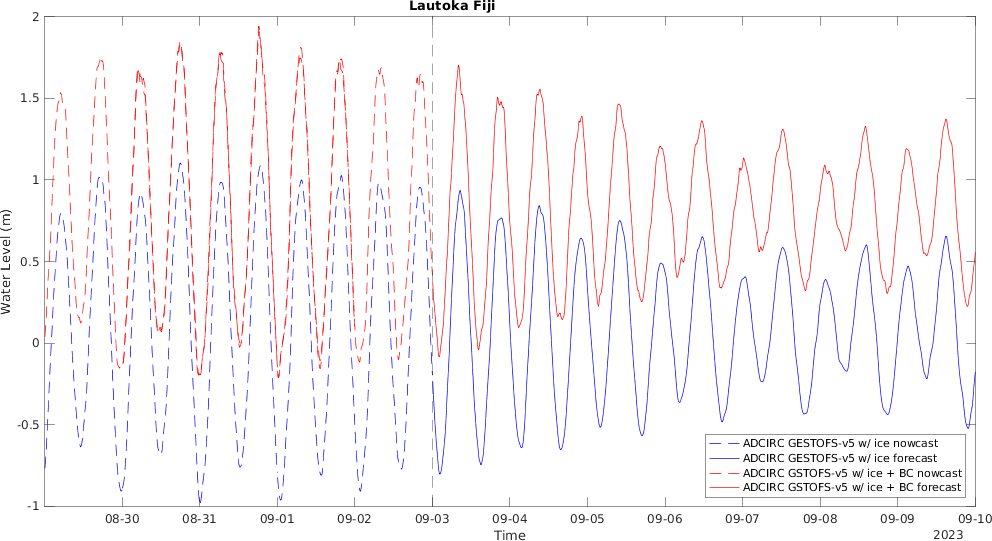 Lautoka Fiji
2
1.5
1
0.5
0
-0.5
-1
Water Level (m)
ADCIRC GESTOFS-v5 w/ ice nowcast
ADCIRC GESTOFS-v5 w/ ice forecast
ADCIRC GSTOFS-v5 w/ ice + BC nowcast
ADCIRC GSTOFS-v5 w/ ice + BC forecast
08-30 08-31 09-01 09-02 09-03 09-04 09-05 09-06 09-07 09-08 09-09 09-10
Time
2023